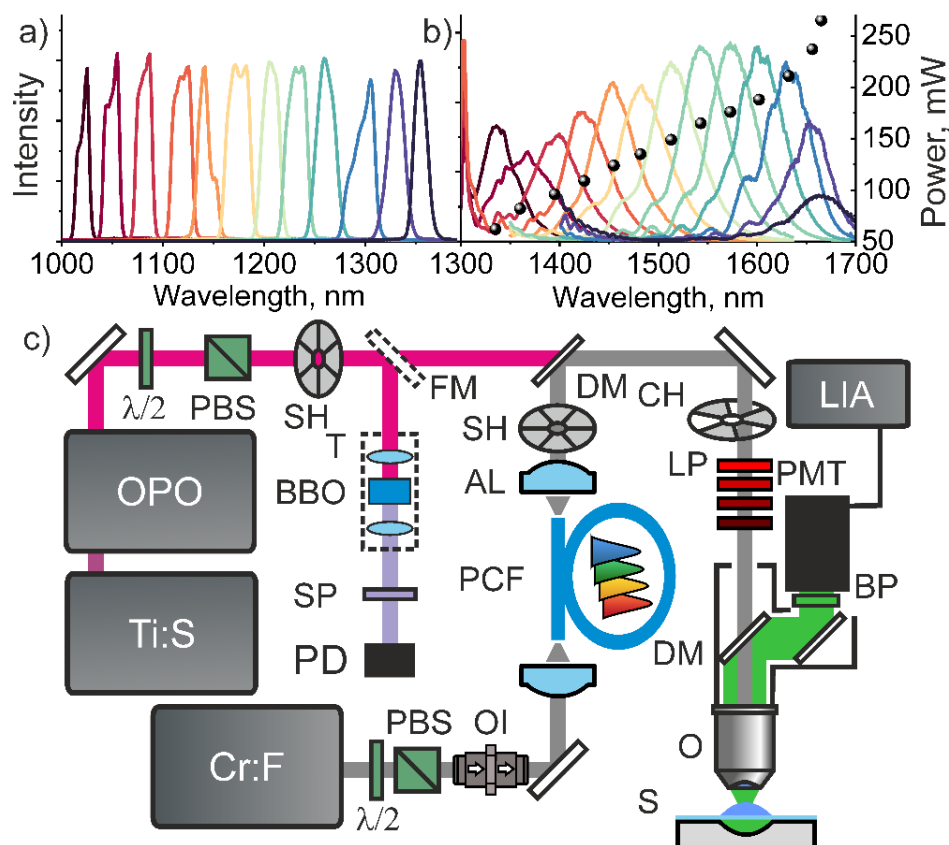 a)
b)
Intensity
1000 1100 1200 1300
Wavelength, nm
1300 1400 1500 1600 1700
Wavelength, nm
250
200
150
100
50
Power, mW
c)
λ/2
PBS
SH
FM
DM
CH
LIA
T
SH
LP
PMT
OPO
BBO
AL
PCF
BP
Ti:S
SP
PD
DM
PBS
OI
O
Cr:F
λ/2
S